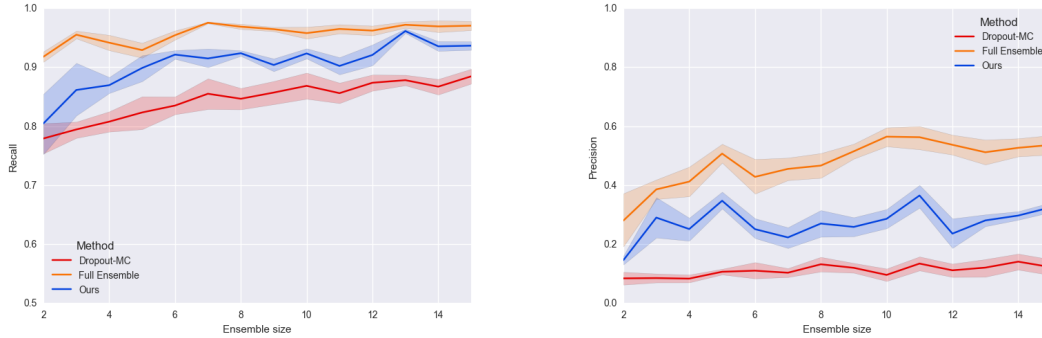 1.0
0.9
0.8
0.7
0.6
0.5
Recall
2 4 6 8 10 12 14
Ensemble size
Method
Dropout-MC
Full Ensemble
Ours
1.0
0.8
0.6
0.4
0.2
0.0
Precision
2 4 6 8 10 12 14
Ensemble size
Method
Dropout-MC
Full Ensemble
Ours